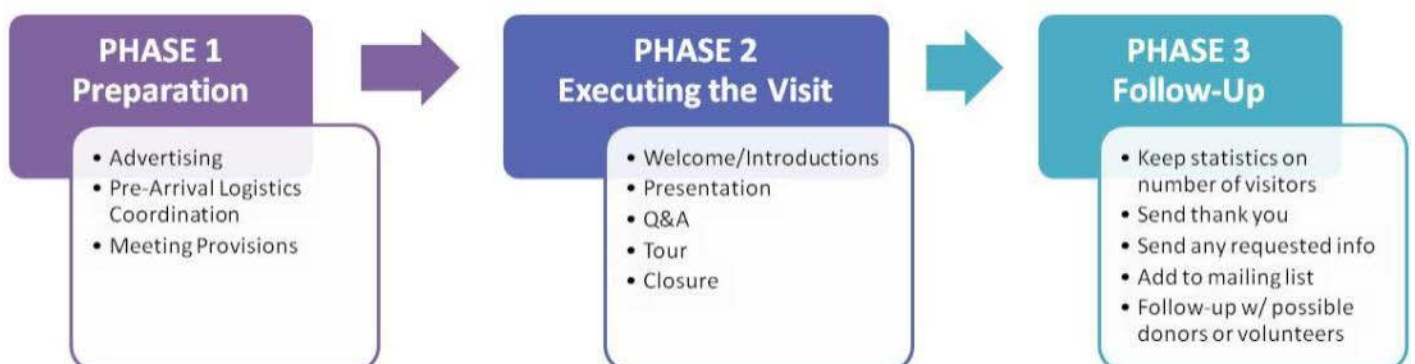 PHASE 1
Preparation
• Advertising
• Pre-Arrival Logistics
Coordination
• Meeting Provisions
PHASE 2
Executing the Visit
• Welcome/Introductions
• Presentation
• Q&A
• Tour
• Closure
PHASE 3
Follow-Up
• Keep statistics on
number of visitors
• Send thank you
• Send any requested info
• Add to mailing list
• Follow-up w/ possible
donors or volunteers